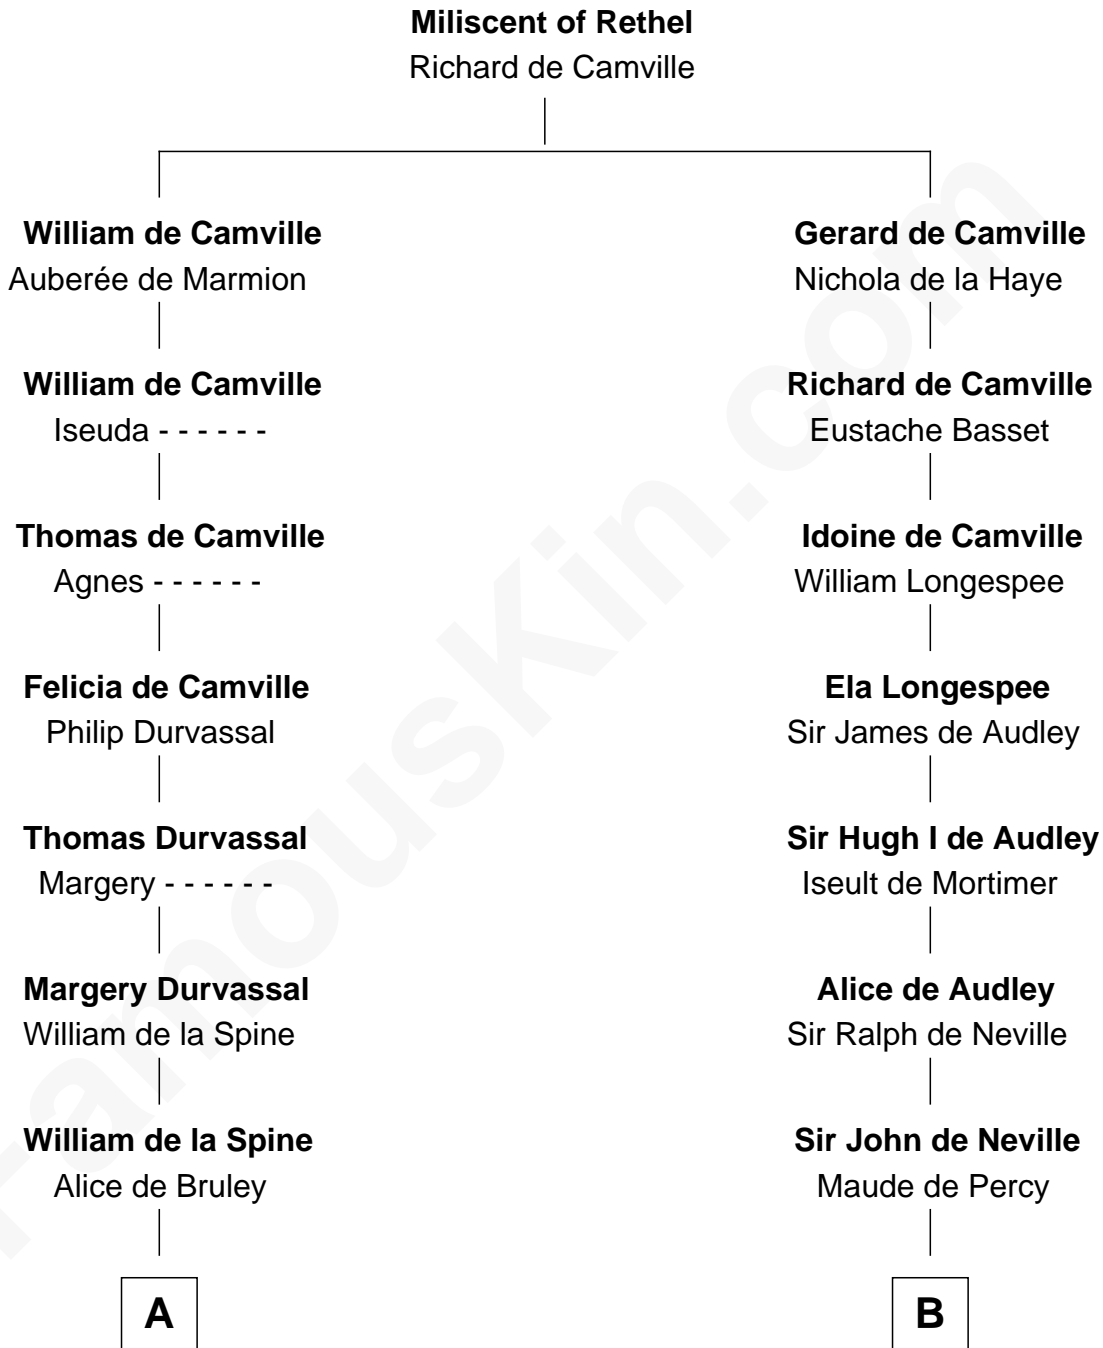 Miliscent of Rethel
Richard de Camville
William de Camville
Auberée de Marmion
Gerard de Camville
Nichola de la Haye
William de Camville
Iseuda - - - - - -
Richard de Camville
Eustache Basset
Thomas de Camville
Agnes - - - - - -
Idoine de Camville
William Longespee
Felicia de Camville
Philip Durvassal
Ela Longespee
Sir James de Audley
Thomas Durvassal
Margery - - - - - -
Sir Hugh I de Audley
Iseult de Mortimer
Margery Durvassal
William de la Spine
Alice de Audley
Sir Ralph de Neville
William de la Spine
Alice de Bruley
Sir John de Neville
Maude de Percy
A
B
FamousKin.com